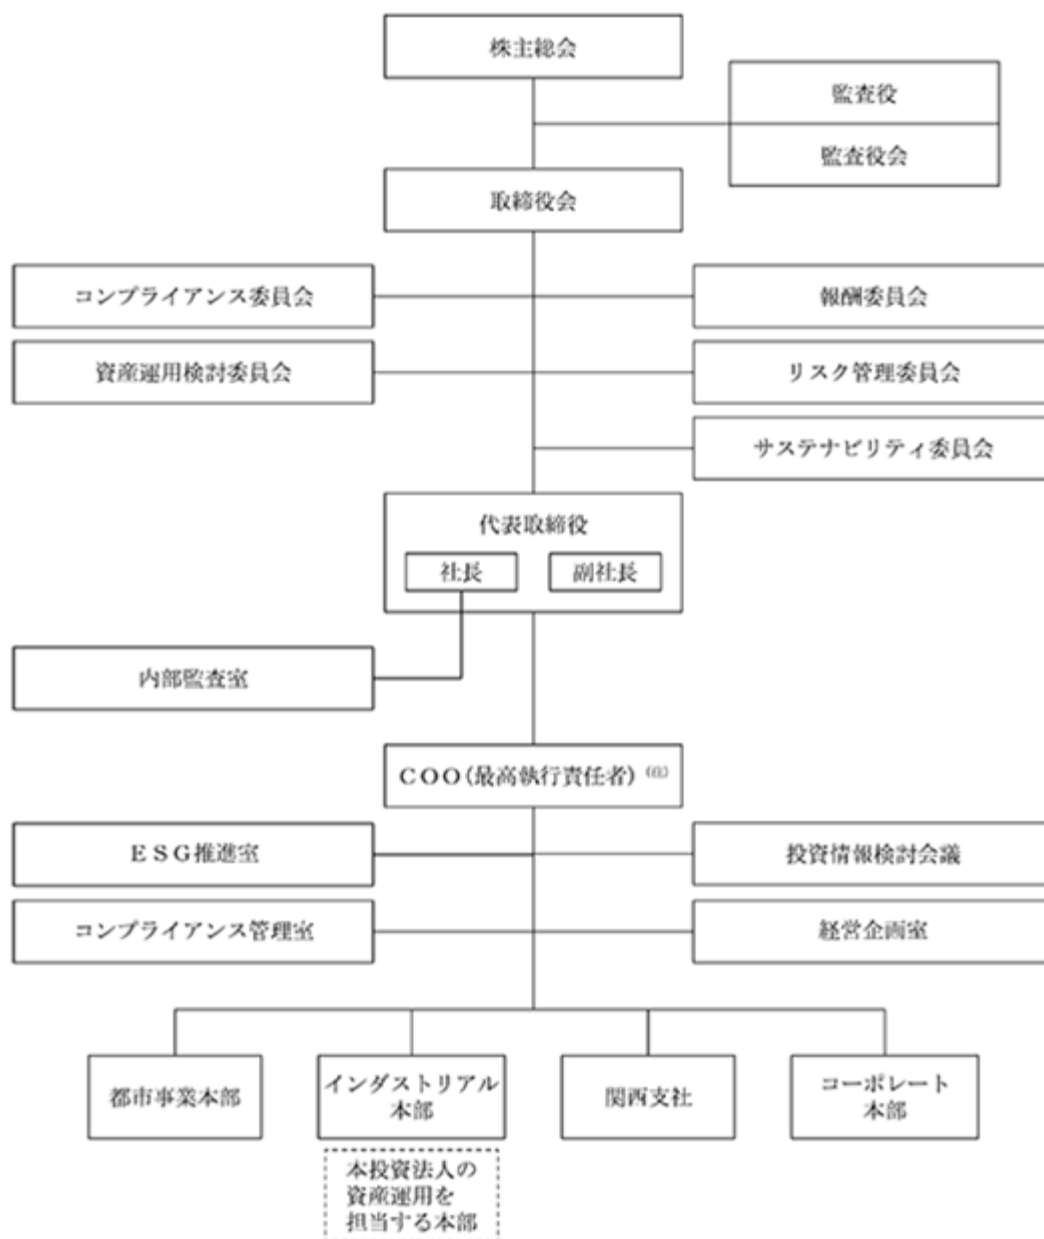 株主総会
監査役
監査役会
取締役会
コンプライアンス委員会
報酬委員会
資産運用検討委員会
リスク管理委員会
サステナビリティ委員会
代表取締役
社長
副社長
内部監査室
ＣＯＯ(最高執行責任者) (注)
ＥＳＧ推進室
投資情報検討会議
コンプライアンス管理室
経営企画室
都市事業本部
インダストリアル
本部
関西支社
コーポレート
本部
本投資法人の
資産運用を
担当する本部